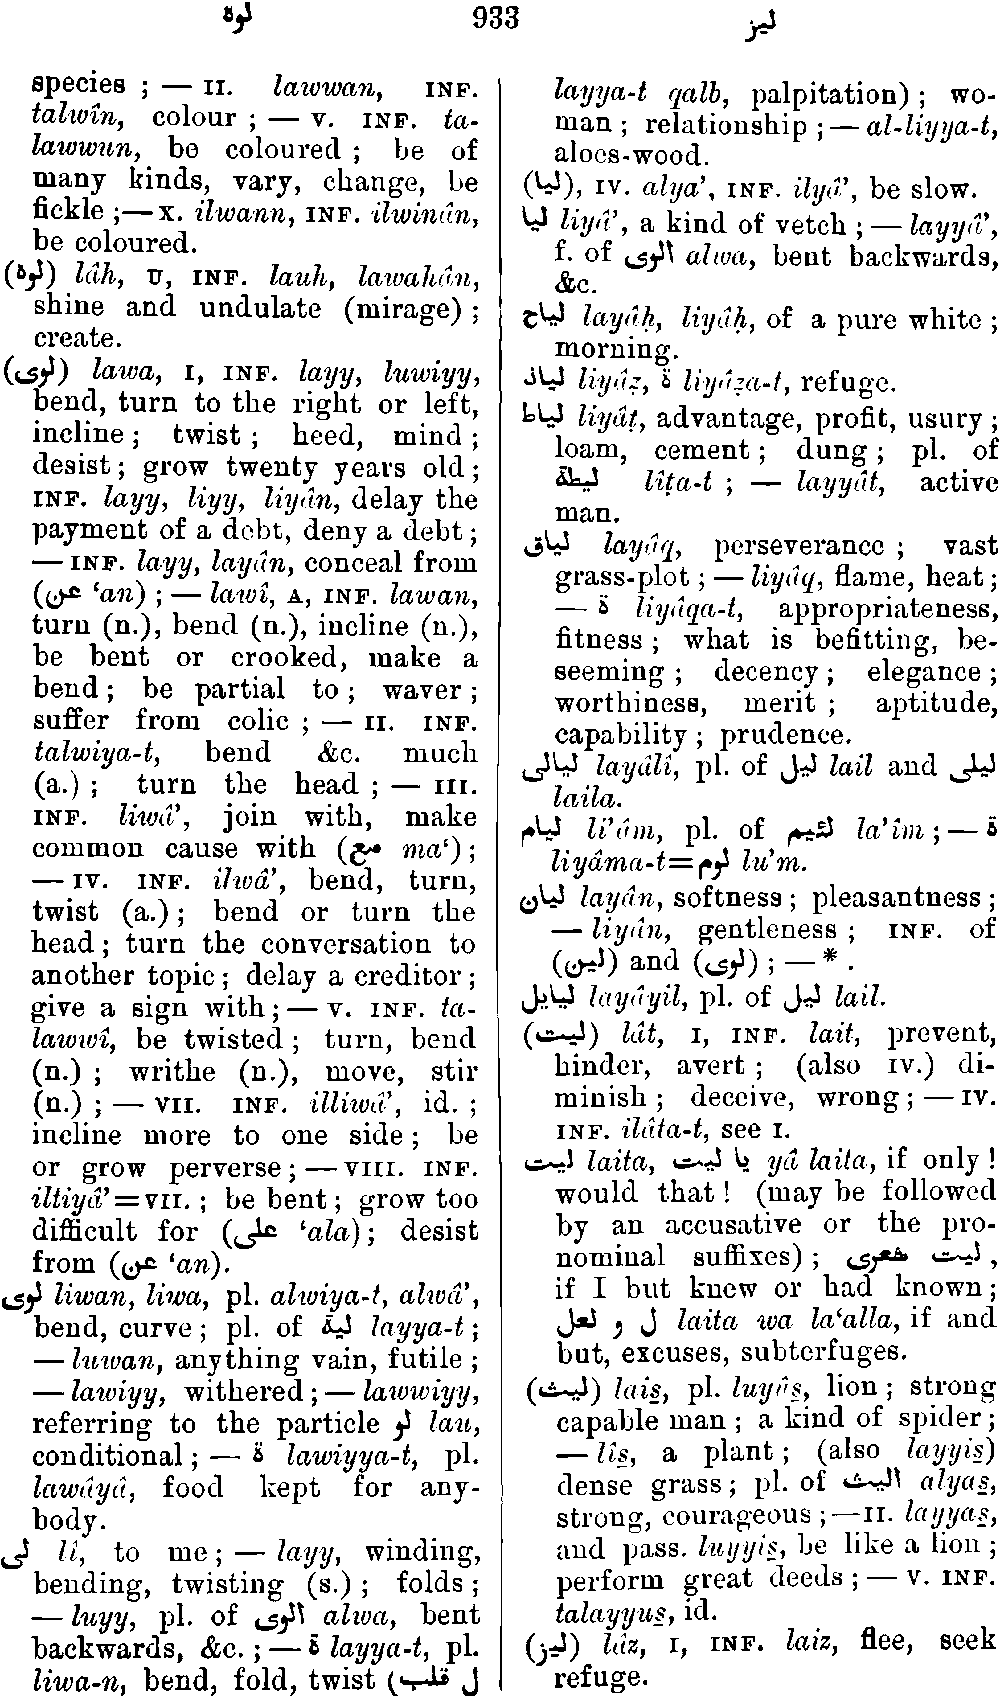 لوه
933
ليز
species ; — II. lawwan, INF.
talwîn, colour ; — V. INF. ta-
lawwun, be coloured ; be of
many kinds, vary, change, be
fickle ;— X. ilwann, INF. ilwinân,
be coloured.
(لوه) lâh, U, INF. lauh, lawahân,
shine and undulate (mirage) ;
create.
(لوى) lawa, I, INF. layy, luwiyy,
bend, turn to the right or left,
incline ; twist ; heed, mind ;
desist ; grow twenty years old ;
INF. layy, liyy, liyân, delay the
payment of a debt, deny a debt ;
— INF. layy, layân, conceal from
(عن ‘an) ; — lawî, A, INF. lawan,
turn (n.), bend (n.), incline (n.),
be bent or crooked, make a
bend ; be partial to ; waver ;
suffer from colic ; — II. INF.
talwiya-t, bend &c. much
(a.) ; turn the head ; — III.
INF. liwâ’, join with, make
common cause with (مع ma‘) ;
— IV. INF. ilwâ’, bend, turn,
twist (a.) ; bend or turn the
head ; turn the conversation to
another topic ; delay a creditor ;
give a sign with ; — V. INF. ta-
lawwî, be twisted ; turn, bend
(n.) ; writhe (n.), move, stir
(n.) ; — VII. INF. illiwâ’, id. ;
incline more to one side ; be
or grow perverse ; — VIII. INF.
iltiyâ’ = VII. ; be bent ; grow too
difficult for (على ‘ala) ; desist
from (عن ‘an).
لوى liwan, liwa, pl. alwiya-t, alwâ’,
bend, curve ; pl. of لية layya-t ;
— luwan, anything vain, futile ;
— lawiyy, withered ; — lawwiyy,
referring to the particle لو lau,
conditional ; — ة lawiyya-t, pl.
lawâyâ, food kept for any-
body.
لى lî, to me ; — layy, winding,
bending, twisting (s.) ; folds ;
— luyy, pl. of الوى alwa, bent
backwards, &c. ; — ة layya-t, pl.
liwa-n, bend, fold, twist (ل قلب
layya-t qalb, palpitation) ; wo-
man ; relationship ; — al-liyya-t,
aloes-wood.
(ليا), IV. alya’, INF. ilyâ’, be slow.
ليا liyâ’, a kind of vetch ; — layyâ’,
f. of الوى alwa, bent backwards,
&c.
لياح layâḥ, liyâḥ, of a pure white ;
morning.
لياذ liyâẕ, ة liyâẕa-t, refuge.
لياط liyâṭ, advantage, profit, usury ;
loam, cement ; dung ; pl. of
ليطة lîṭa-t ; — layyâṭ, active
man.
لياق layâq, perseverance ; vast
grass-plot ; — liyâq, flame, heat ;
— ة liyâqa-t, appropriateness,
fitness ; what is befitting, be-
seeming ; decency ; elegance ;
worthiness, merit ; aptitude,
capability ; prudence.
ليالى layâlî, pl. of ليل lail and ليلى
laila.
ليام li’âm, pl. of لئيم la’îm ; — ة
liyâma-t = لوم lu’m.
ليان layân, softness ; pleasantness ;
— liyân, gentleness ; INF. of
(لين) and (لوى) ; — * .
ليايل layâyil, pl. of ليل lail.
(ليت) lât, I, INF. lait, prevent,
hinder, avert ; (also IV.) di-
minish ; deceive, wrong ; — IV.
INF. ilâta-t, see I.
ليت laita, يا ليت yâ laita, if only !
would that ! (may be followed
by an accusative or the pro-
nominal suffixes) ; ليت شعرى ,
if I but knew or had known ;
ل و لعل laita wa la‘alla, if and
but, excuses, subterfuges.
(ليث) lais̱, pl. luyûs̱, lion ; strong
capable man ; a kind of spider ;
— lîs̱, a plant ; (also layyis̱)
dense grass ; pl. of اليث alyas̱,
strong, courageous ; — II. layyas̱,
and pass. luyyis̱, be like a lion ;
perform great deeds ; — V. INF.
talayyus̱, id.
(ليز) lâz, I, INF. laiz, flee, seek
refuge.